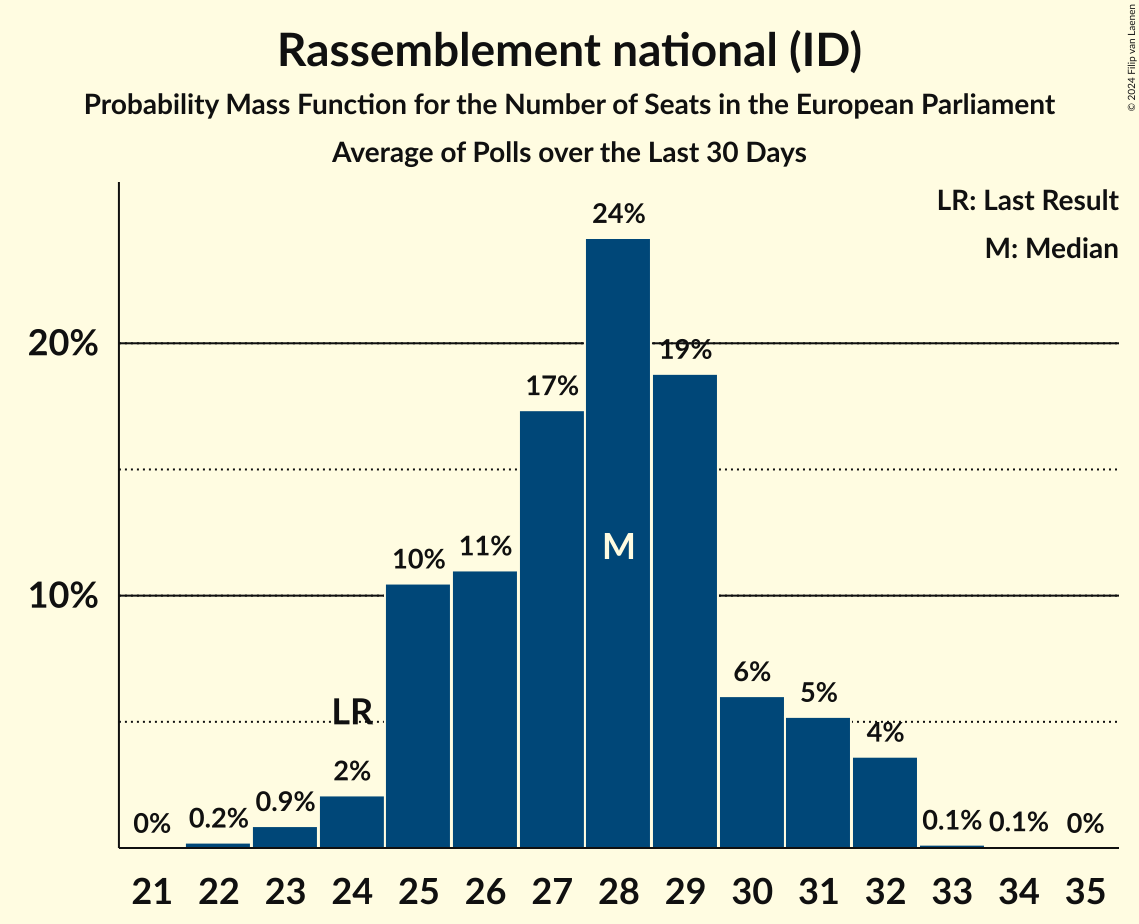 Rassemblement national (ID)
Probability Mass Function for the Number of Seats in the European Parliament
Average of Polls over the Last 30 Days
© 2024 Filip van Laenen
LR: Last Result
M: Median
24%
20%
19%
17%
M
10%
11%
10%
LR
6%
5%
4%
2%
0%
0.2%
0.9%
0.1%
0.1%
0%
21 22 23 24 25 26 27 28 29 30 31 32 33 34 35